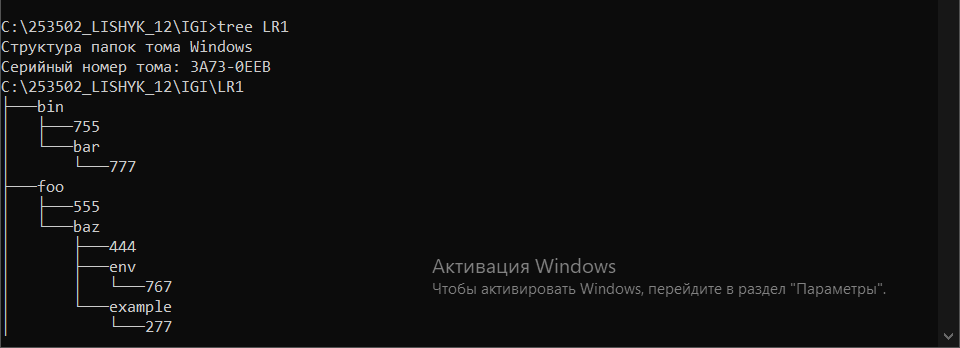 C:\253502_LISHYK_12\IGI>tree LR1
Структура папок тома Windows
Серийный номер тома: 3A73-0EEB
C:\253502_LISHYK_12\IGI\LR1
├───bin
│   ├───755
│   └───bar
│       └───777
├───foo
│   ├───555
│   └───baz
│       ├───444
│       ├───env
│       │   └───767
│       └───example
│           └───277
Активация Windows
Чтобы активировать Windows, перейдите в раздел "Параметры".